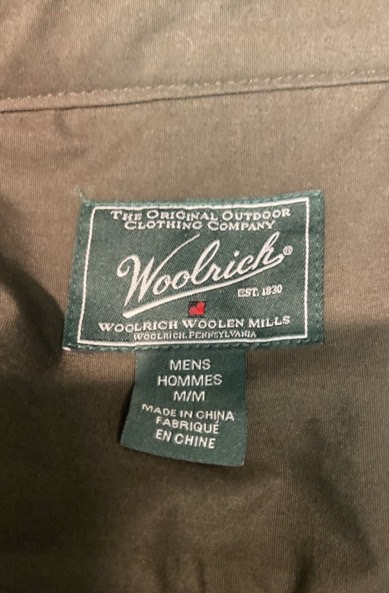 THE ORIGINAL OUTDOOR
CLOTHING COMPANY
Woolrich®
EST. 1830
WOOLRICH WOOLEN MILLS
WOOLRICH, PENNSYLVANIA
MENS
HOMMES
M/M
MADE IN CHINA
FABRIQUÉ
EN CHINE